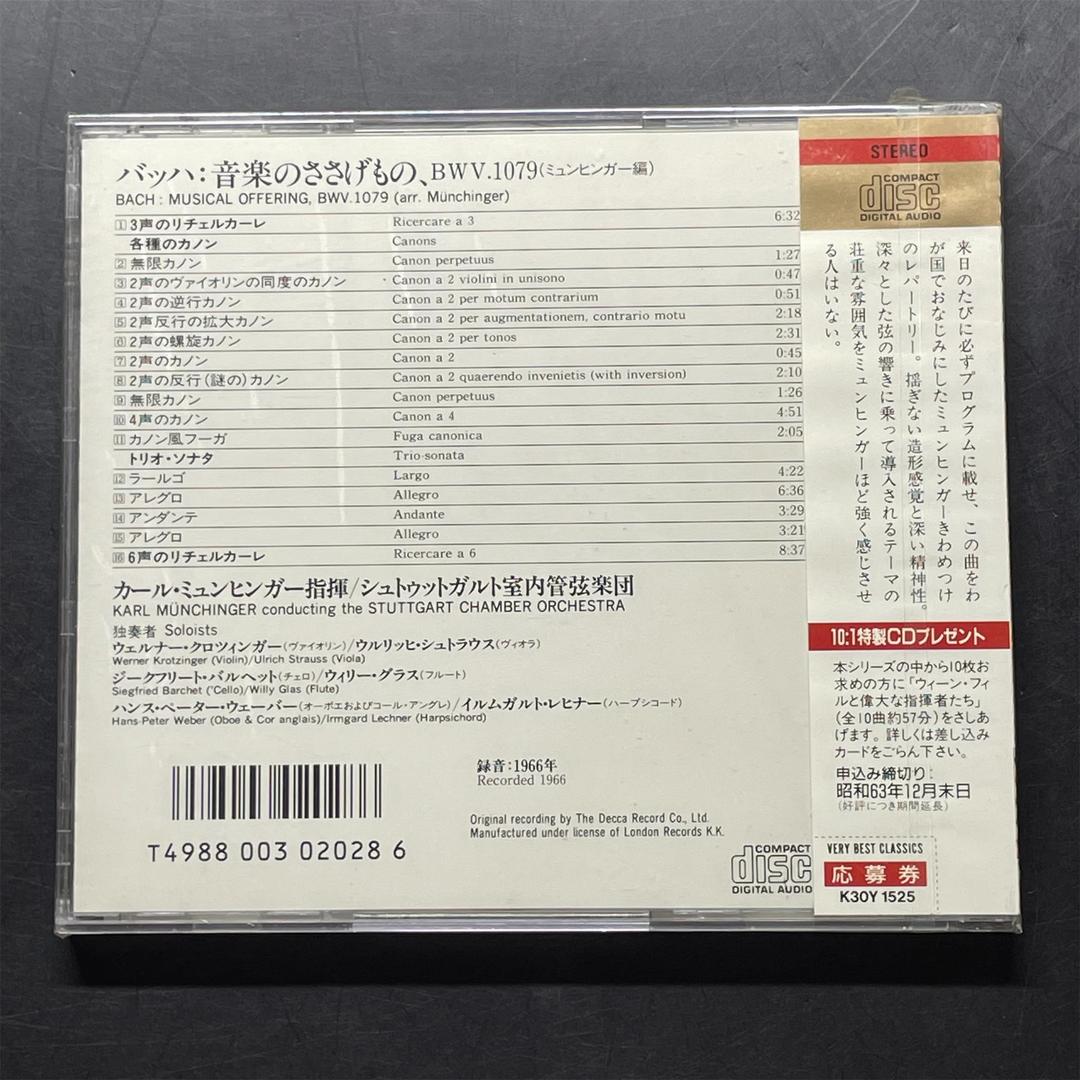 バッハ：音楽のささげもの、BWV.1079（ミュンヒンガー編）
BACH : MUSICAL OFFERING, BWV.1079 (arr. Münchinger)
1 3声のリチェルカーレ Ricercare a 3 6:32
各種のカノン Canons
2 無限カノン Canon perpetuus 1:27
3 2声のヴァイオリンの同度のカノン Canon a 2 violini in unisono 0:47
4 2声の逆行カノン Canon a 2 per motum contrarium 0:51
5 2声反行の拡大カノン Canon a 2 per augmentationem, contrario motu 2:18
6 2声の螺旋カノン Canon a 2 per tonos 2:31
7 2声のカノン Canon a 2 0:45
8 2声の反行（謎の）カノン Canon a 2 quaerendo invenietis (with inversion) 2:10
9 無限カノン Canon perpetuus 1:26
10 4声のカノン Canon a 4 4:51
11 カノン風フーガ Fuga canonica 2:05
トリオ・ソナタ Trio-sonata
12 ラールゴ Largo 4:22
13 アレグロ Allegro 6:36
14 アンダンテ Andante 3:29
15 アレグロ Allegro 3:21
16 6声のリチェルカーレ Ricercare a 6 8:37
カール・ミュンヒンガー指揮/シュトゥットガルト室内管弦楽団
KARL MÜNCHINGER conducting the STUTTGART CHAMBER ORCHESTRA
独奏者 Soloists
ウェルナー・クロツィンガー（ヴァイオリン）/ウルリッヒ・シュトラウス（ヴィオラ）
Werner Krotzinger (Violin)/Ulrich Strauss (Viola)
ジークフリート・バルヘット（チェロ）/ウィリー・グラス（フルート）
Siegfried Barchet ('Cello)/Willy Glas (Flute)
ハンス・ペーター・ウェーバー（オーボエおよびコール・アングレ）/イルムガルト・レヒナー（ハープシコード）
Hans-Peter Weber (Oboe & Cor anglais)/Irmgard Lechner (Harpsichord)
録音：1966年
Recorded 1966
Original recording by The Decca Record Co., Ltd.
Manufactured under license of London Records K.K.
T4988 003 02028 6
COMPACT
disc
DIGITAL AUDIO
STEREO
COMPACT
disc
DIGITAL AUDIO
来日のたびに必ずプログラムに載せ、この曲をわ
が国でおなじみにしたミュンヒンガーきわめつけ
のレパートリー。揺ぎない造形感覚と深い精神性。
深々とした弦の響きに乗って導入されるテーマの
荘重な雰囲気をミュンヒンガーほど強く感じさせ
る人はいない。
10:1特製CDプレゼント
本シリーズの中から10枚お
求めの方に「ウィーン・フィ
ルと偉大な指揮者たち」
（全10曲約57分）をさしあ
げます。詳しくは差し込み
カードをごらん下さい。
申込み締切り：
昭和63年12月末日
（好評につき期間延長）
VERY BEST CLASSICS
応募券
K30Y 1525